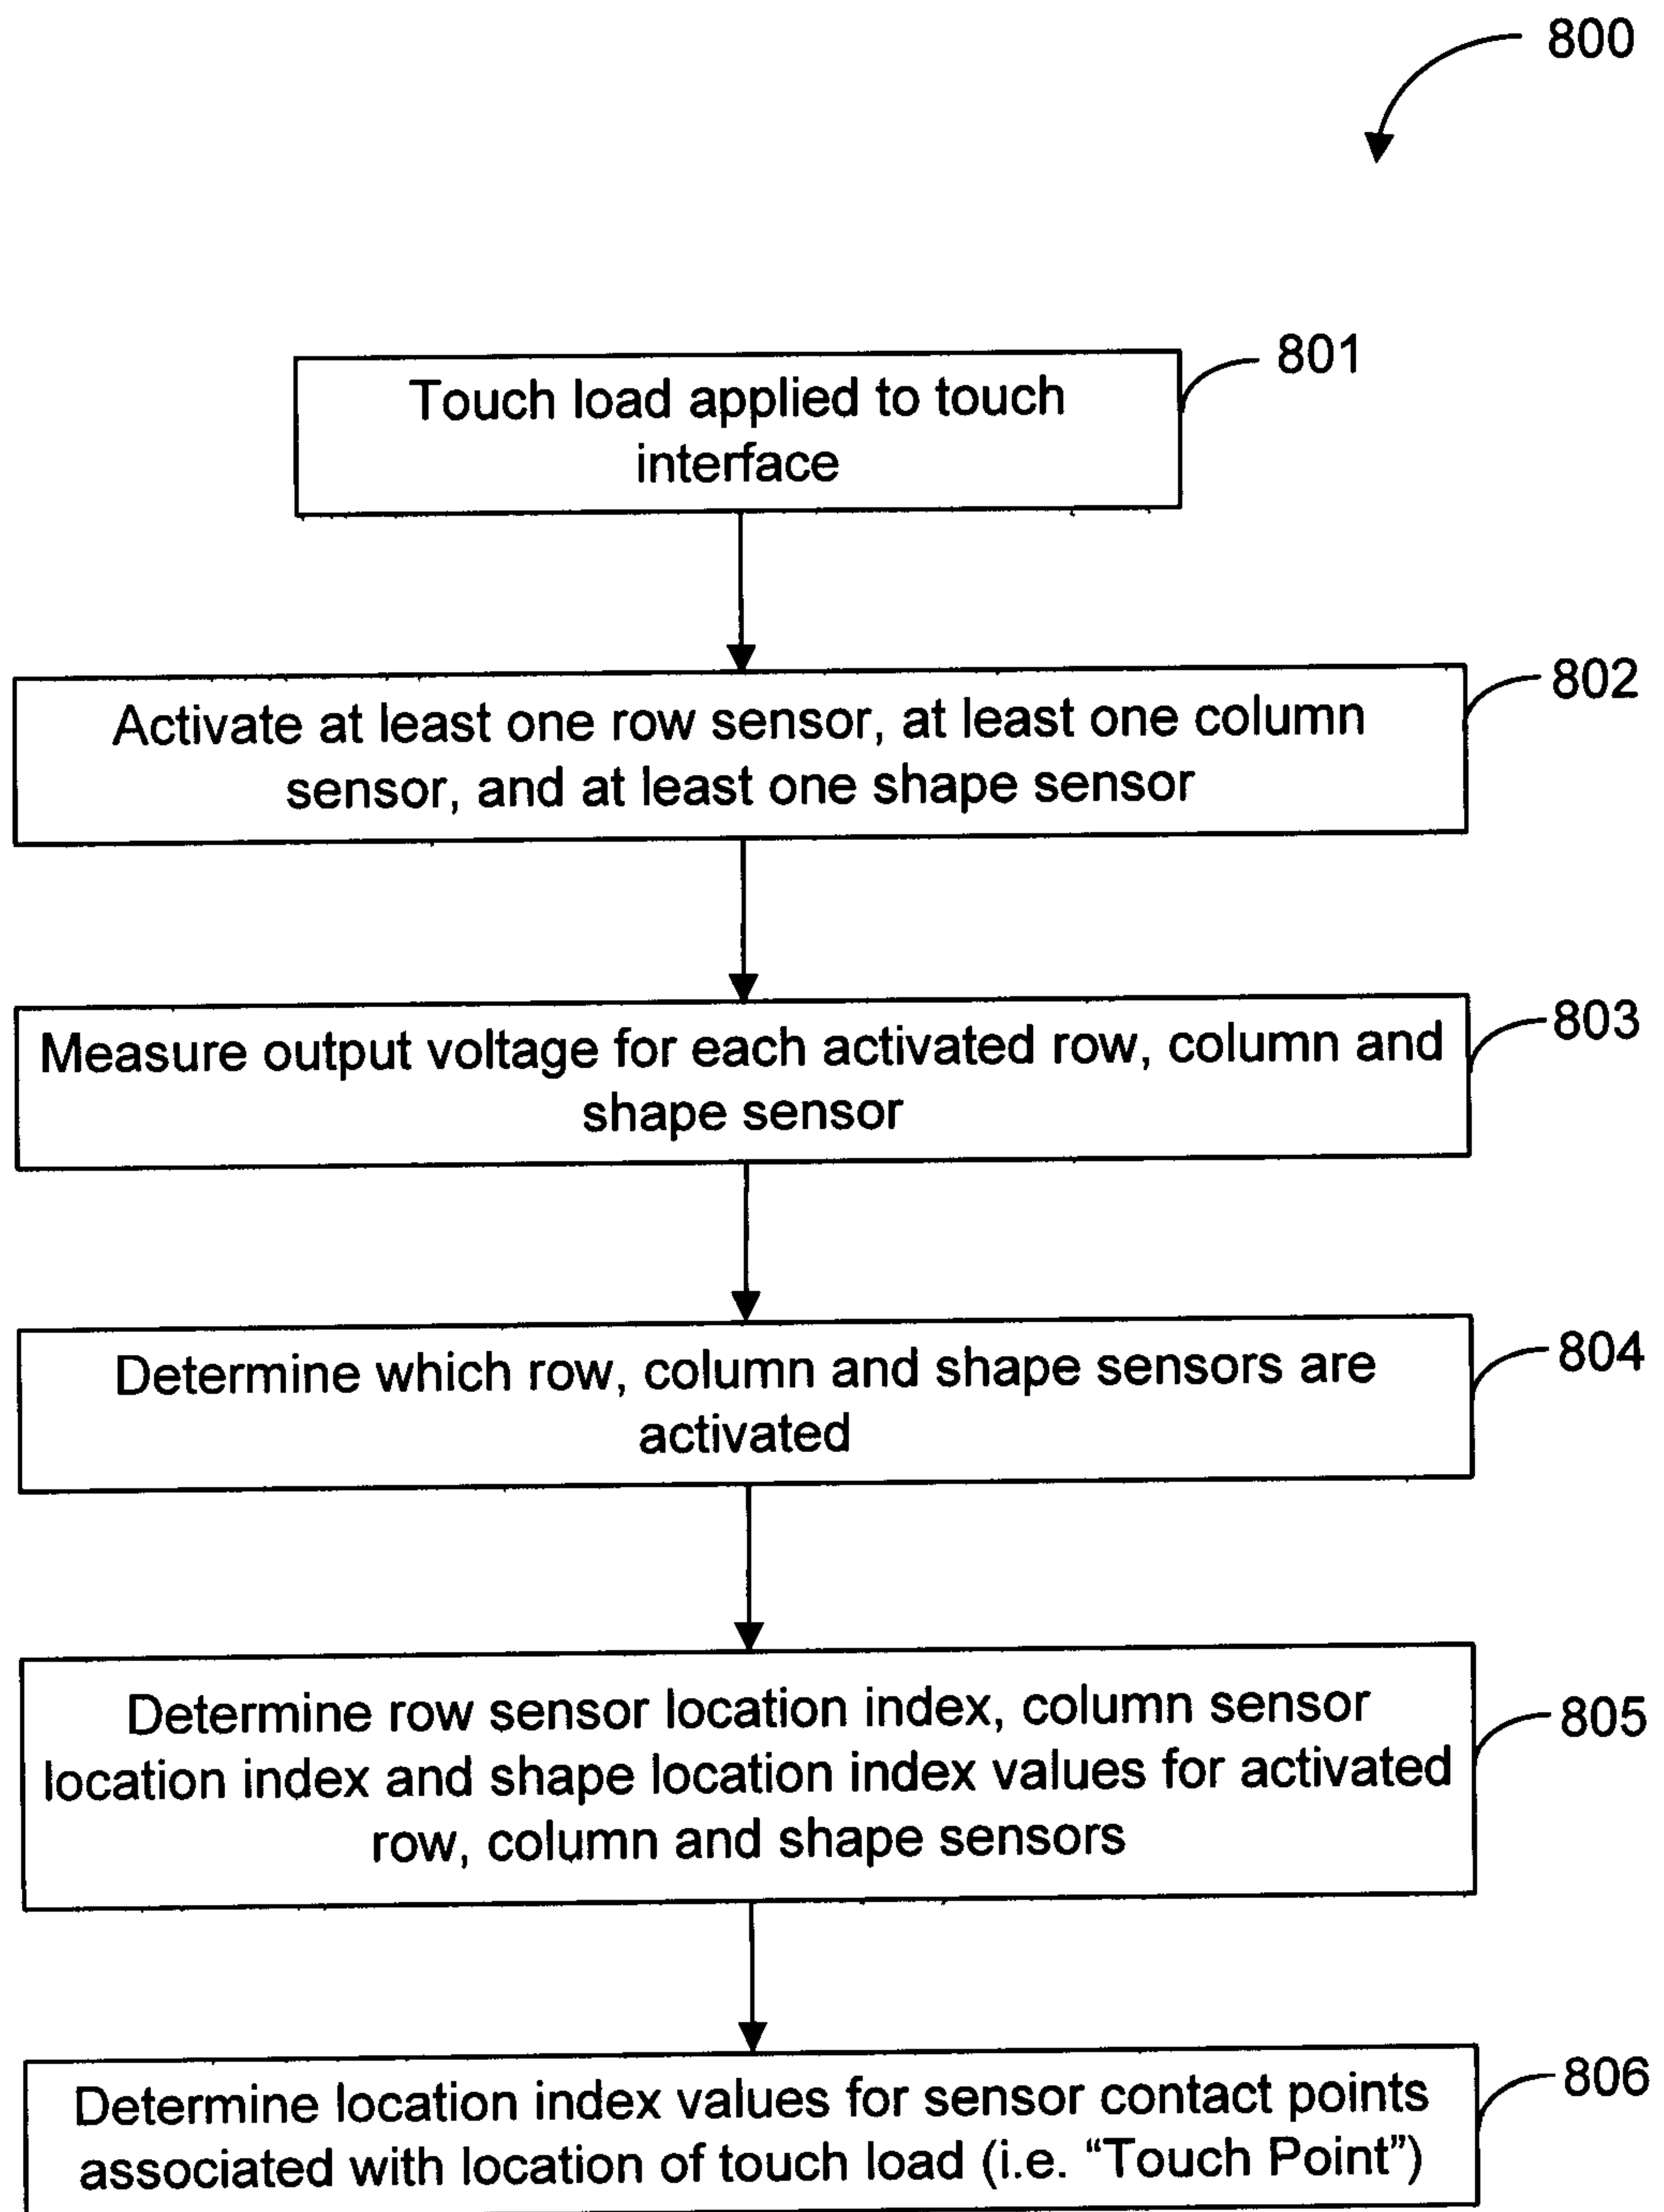 800
801
Touch load applied to touch
interface
802
Activate at least one row sensor, at least one column
sensor, and at least one shape sensor
803
Measure output voltage for each activated row, column and
shape sensor
804
Determine which row, column and shape sensors are
activated
805
Determine row sensor location index, column sensor
location index and shape location index values for activated
row, column and shape sensors
806
Determine location index values for sensor contact points
associated with location of touch load (i.e. “Touch Point”)